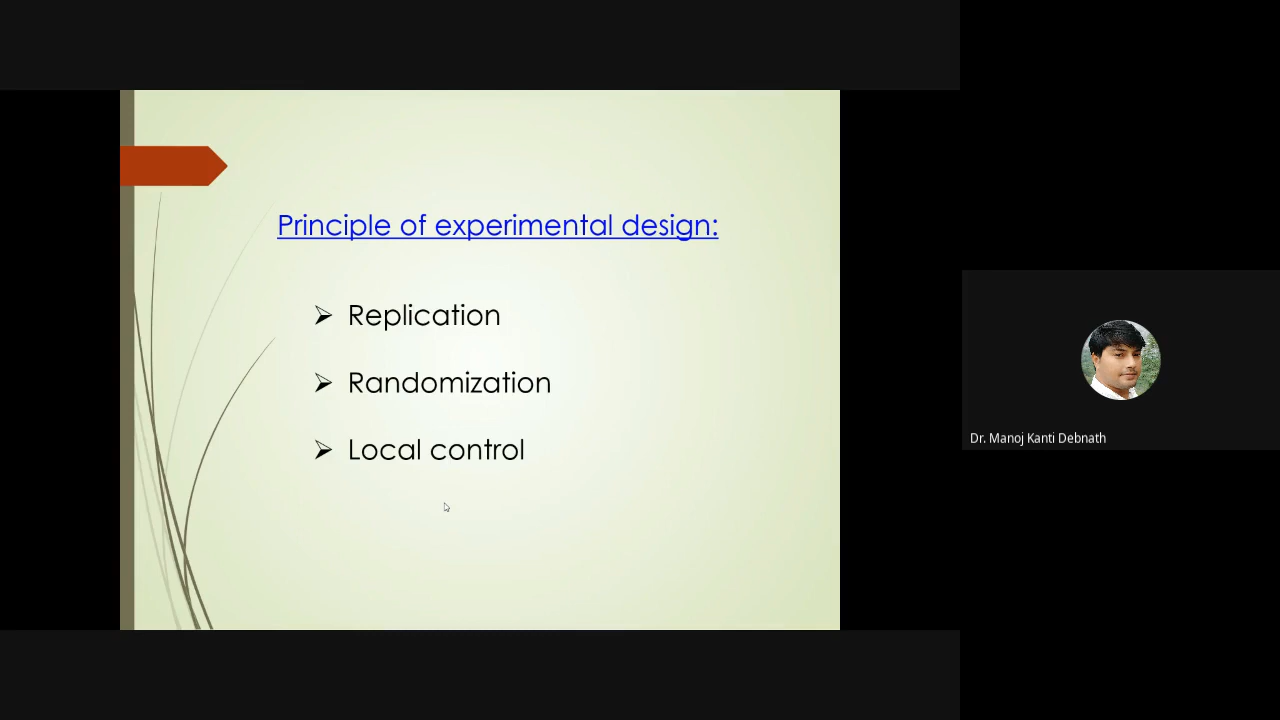 Principle of experimental design:
Replication
Randomization
Local control
Dr. Manoj Kanti Debnath